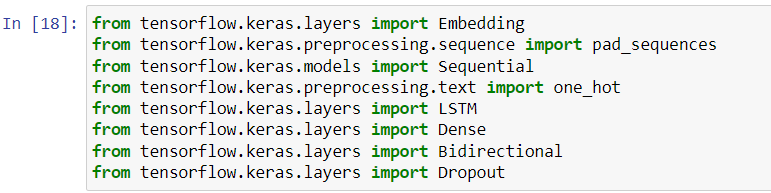 In [18]: from tensorflow.keras.layers import Embedding
from tensorflow.keras.preprocessing.sequence import pad_sequences
from tensorflow.keras.models import Sequential
from tensorflow.keras.preprocessing.text import one_hot
from tensorflow.keras.layers import LSTM
from tensorflow.keras.layers import Dense
from tensorflow.keras.layers import Bidirectional
from tensorflow.keras.layers import Dropout